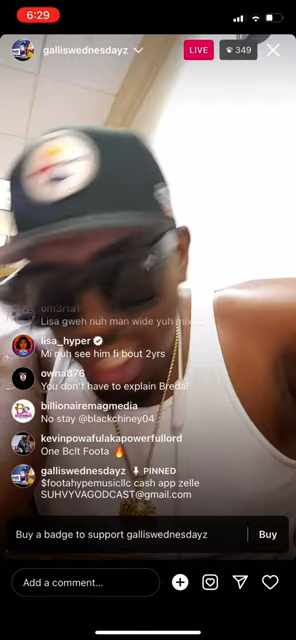 6:29
galliswednesdayz
LIVE
349
om3rta1
Lisa gweh nuh man wide yuh
lisa_hyper
Mi nuh see him fi bout 2yrs
owna876
You don't have to explain Breda!
billionairemagmedia
No stay @blackchiney04
kevinpowafulakapowerfullord
One Bclt Foota 🔥
galliswednesdayz PINNED
$footahypemusicllc cash app zelle
SUHVYVAGODCAST@gmail.com
Buy a badge to support galliswednesdayz
Buy
Add a comment...